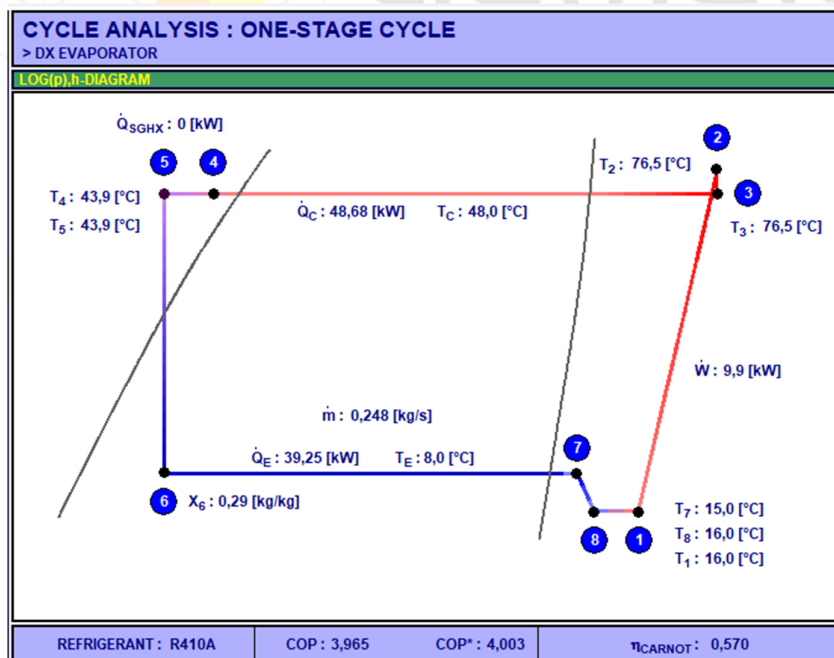 CYCLE ANALYSIS : ONE-STAGE CYCLE
> DX EVAPORATOR
LOG(p),h-DIAGRAM
Q̇SGHX : 0 [kW]
5 4 2
T2 : 76,5 [°C]
T4 : 43,9 [°C]
3
Q̇C : 48,68 [kW] TC : 48,0 [°C]
T5 : 43,9 [°C]
T3 : 76,5 [°C]
Ẇ : 9,9 [kW]
ṁ : 0,248 [kg/s]
Q̇E : 39,25 [kW] TE : 8,0 [°C]
7
6 X6 : 0,29 [kg/kg]
T7 : 15,0 [°C]
8 1
T8 : 16,0 [°C]
T1 : 16,0 [°C]
REFRIGERANT : R410A COP : 3,965 COP* : 4,003 ηCARNOT : 0,570